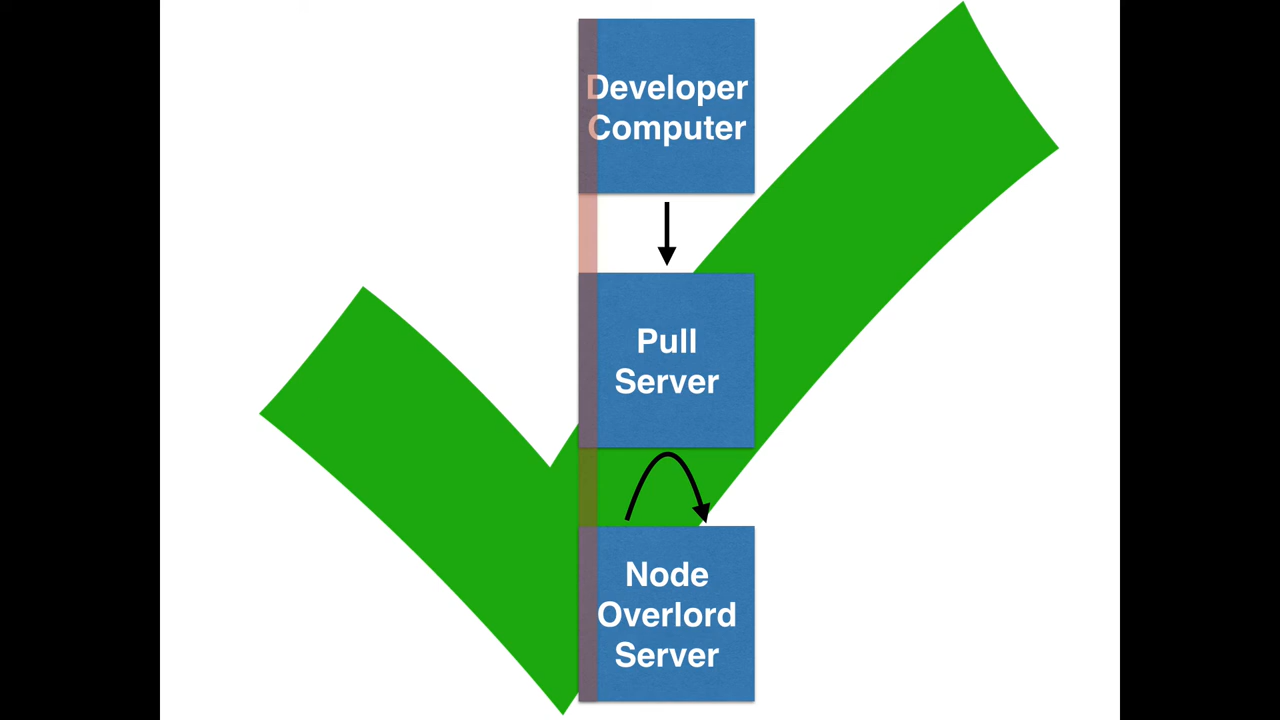 Developer
Computer
Pull
Server
Node
Overlord
Server